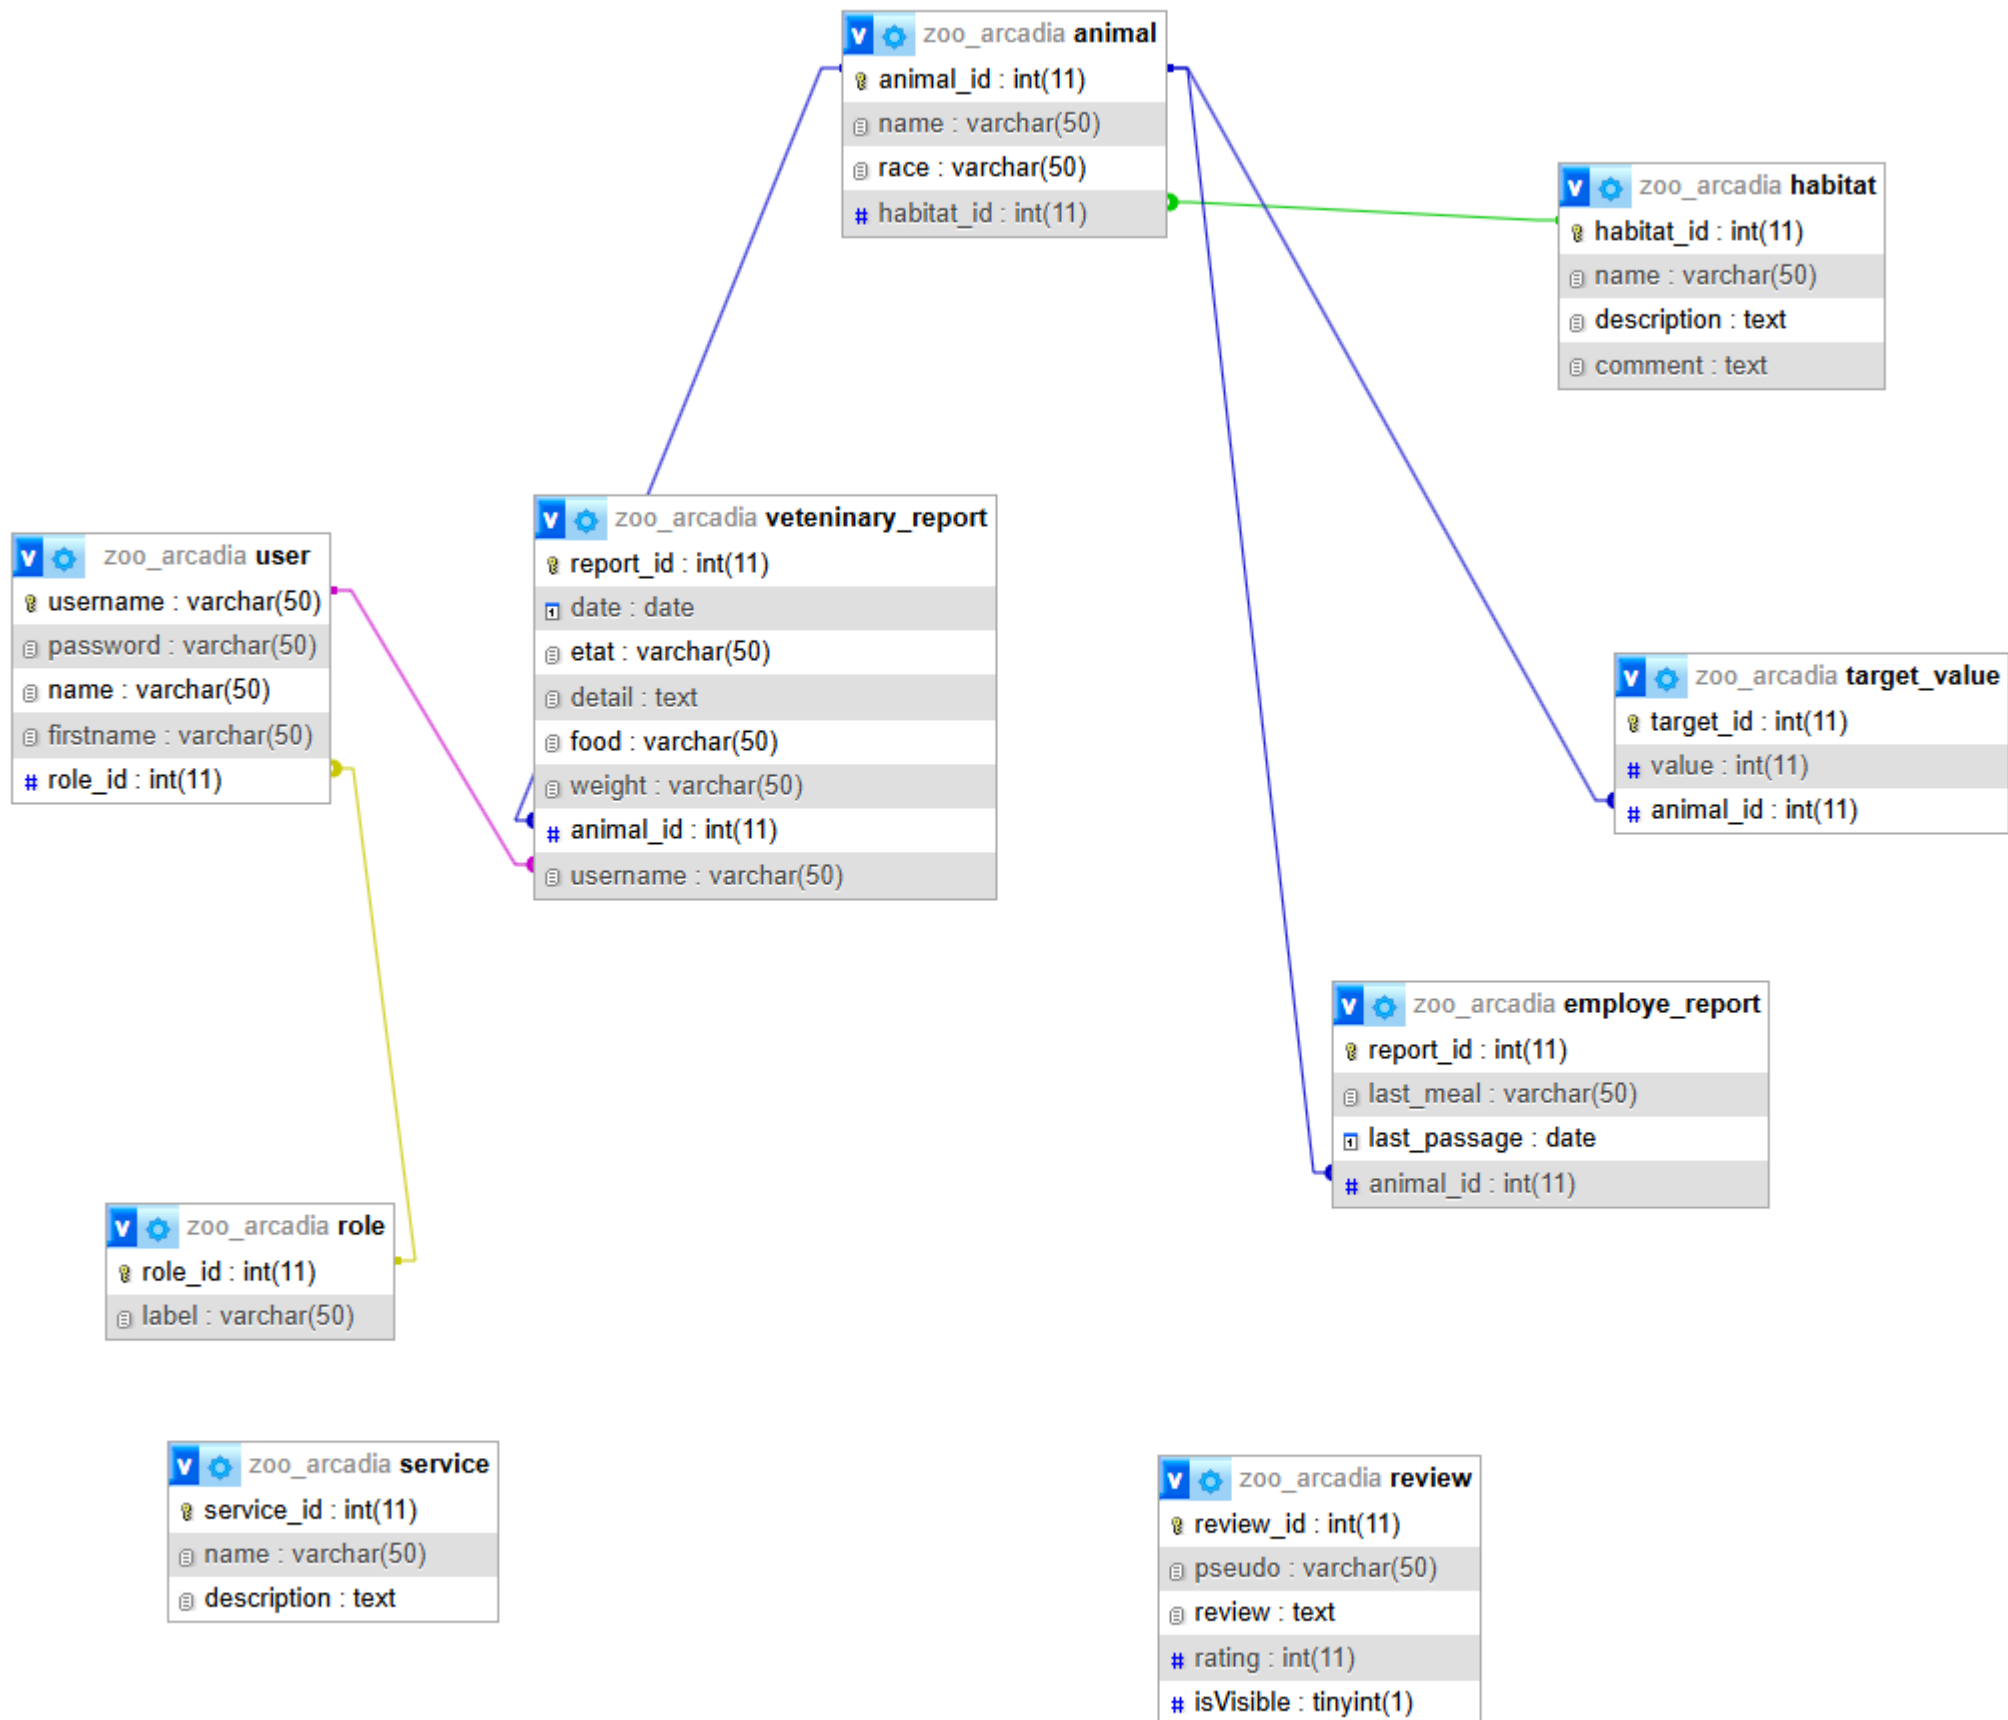 zoo_arcadia animal
animal_id : int(11)
name : varchar(50)
race : varchar(50)
habitat_id : int(11)
zoo_arcadia habitat
habitat_id : int(11)
name : varchar(50)
description : text
comment : text
zoo_arcadia veteninary_report
report_id : int(11)
date : date
etat : varchar(50)
detail : text
food : varchar(50)
weight : varchar(50)
animal_id : int(11)
username : varchar(50)
zoo_arcadia user
username : varchar(50)
password : varchar(50)
name : varchar(50)
firstname : varchar(50)
role_id : int(11)
zoo_arcadia target_value
target_id : int(11)
value : int(11)
animal_id : int(11)
zoo_arcadia employe_report
report_id : int(11)
last_meal : varchar(50)
last_passage : date
animal_id : int(11)
zoo_arcadia role
role_id : int(11)
label : varchar(50)
zoo_arcadia service
service_id : int(11)
name : varchar(50)
description : text
zoo_arcadia review
review_id : int(11)
pseudo : varchar(50)
review : text
rating : int(11)
isVisible : tinyint(1)